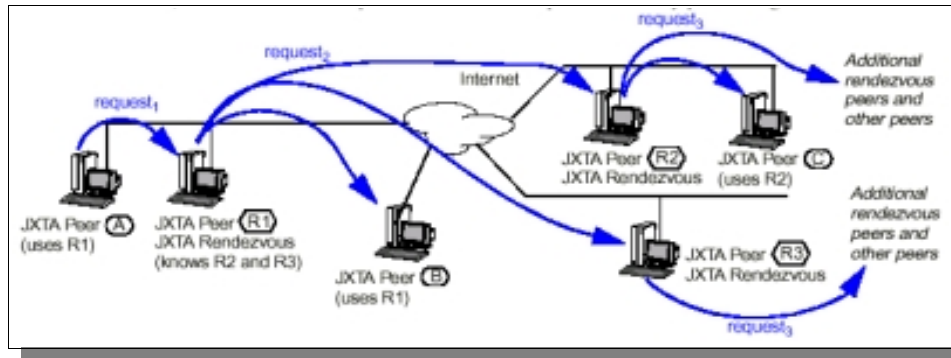 request3
request2
Internet
request1
Additional
rendezvous
peers and
other peers
JXTA Peer R2
JXTA Rendezvous
JXTA Peer C
(uses R2)
JXTA Peer A
(uses R1)
JXTA Peer R1
JXTA Rendezvous
(knows R2 and R3)
JXTA Peer B
(uses R1)
JXTA Peer R3
JXTA Rendezvous
Additional
rendezvous
peers and
other peers
request3